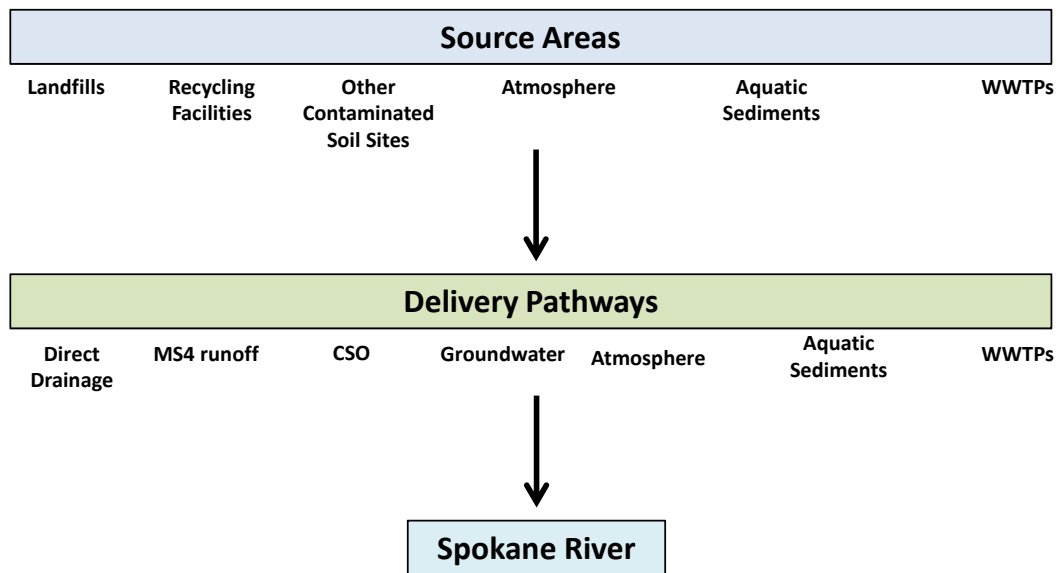 Source Areas
Landfills
Recycling
Facilities
Other
Contaminated
Soil Sites
Atmosphere
Aquatic
Sediments
WWTPs
Delivery Pathways
Direct
Drainage
MS4 runoff
CSO
Groundwater
Atmosphere
Aquatic
Sediments
WWTPs
Spokane River